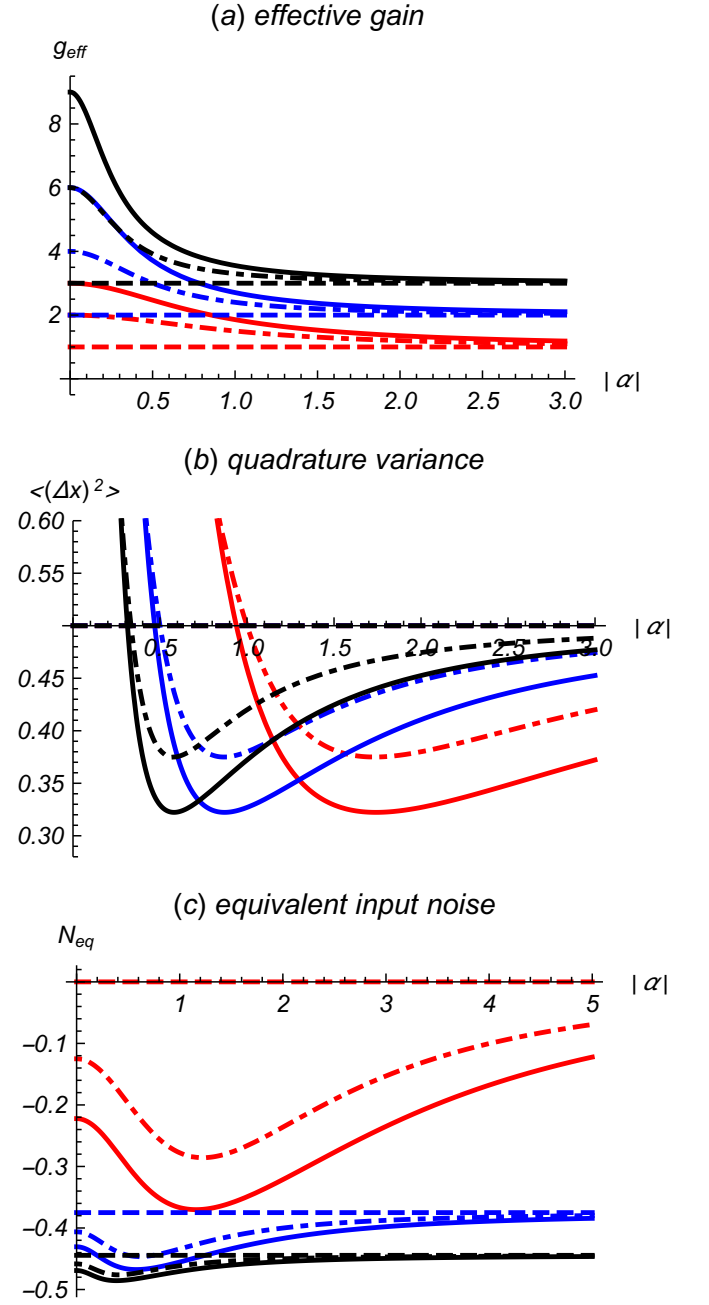 (a) effective gain
g_eff
8
6
4
2
0.5 1.0 1.5 2.0 2.5 3.0
|α|
(b) quadrature variance
<(Δx)²>
0.60
0.55
0.45
0.40
0.35
0.30
0.5 1.0 1.5 2.0 2.5 3.0
|α|
(c) equivalent input noise
N_eq
1 2 3 4 5
|α|
−0.1
−0.2
−0.3
−0.4
−0.5